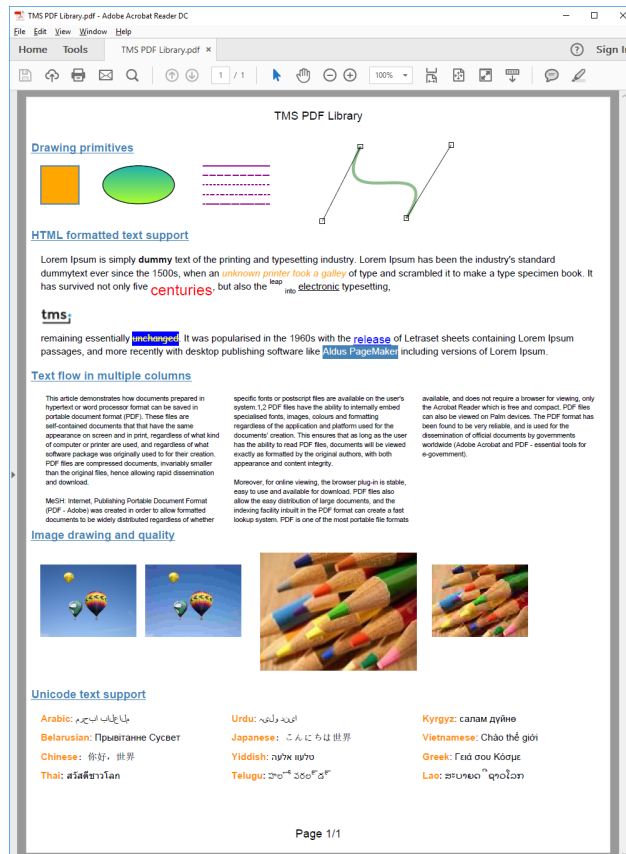 TMS PDF Library.pdf - Adobe Acrobat Reader DC
File Edit View Window Help
Home Tools TMS PDF Library.pdf × Sign In
1 / 1 100%
TMS PDF Library
Drawing primitives
HTML formatted text support
Lorem Ipsum is simply dummy text of the printing and typesetting industry. Lorem Ipsum has been the industry's standard
dummytext ever since the 1500s, when an unknown printer took a galley of type and scrambled it to make a type specimen book. It
has survived not only five centuries, but also the leap into electronic typesetting,
tms;
remaining essentially unchanged. It was popularised in the 1960s with the release of Letraset sheets containing Lorem Ipsum
passages, and more recently with desktop publishing software like Aldus PageMaker including versions of Lorem Ipsum.
Text flow in multiple columns
This article demonstrates how documents prepared in
hypertext or word processor format can be saved in
portable document format (PDF). These files are
self-contained documents that that have the same
appearance on screen and in print, regardless of what kind
of computer or printer are used, and regardless of what
software package was originally used to for their creation.
PDF files are compressed documents, invariably smaller
than the original files, hence allowing rapid dissemination
and download.
MeSH: Internet, Publishing Portable Document Format
(PDF - Adobe) was created in order to allow formatted
documents to be widely distributed regardless of whether
specific fonts or postscript files are available on the user's
system.1,2 PDF files have the ability to internally embed
specialised fonts, images, colours and formatting
regardless of the application and platform used for the
documents' creation. This ensures that as long as the user
has the ability to read PDF files, documents will be viewed
exactly as formatted by the original authors, with both
appearance and content integrity.
Moreover, for online viewing, the browser plug-in is stable,
easy to use and available for download. PDF files also
allow the easy distribution of large documents, and the
indexing facility inbuilt in the PDF format can create a fast
lookup system. PDF is one of the most portable file formats
available, and does not require a browser for viewing, only
the Acrobat Reader which is free and compact. PDF files
can also be viewed on Palm devices. The PDF format has
been found to be very reliable, and is used for the
dissemination of official documents by governments
worldwide (Adobe Acrobat and PDF - essential tools for
e-government).
Image drawing and quality
Unicode text support
Arabic: ملاعلاب ابحرم
Urdu: ایند ولیہ
Kyrgyz: салам дүйнө
Belarusian: Прывітанне Сусвет
Japanese: こんにちは世界
Vietnamese: Chào thế giới
Chinese: 你好，世界
Yiddish: טלעוו אלעה
Greek: Γειά σου Κόσμε
Thai: สวัสดีชาวโลก
Telugu: హలో వరల్డ్
Lao: ສະບາຍດີຊາວໂລກ
Page 1/1